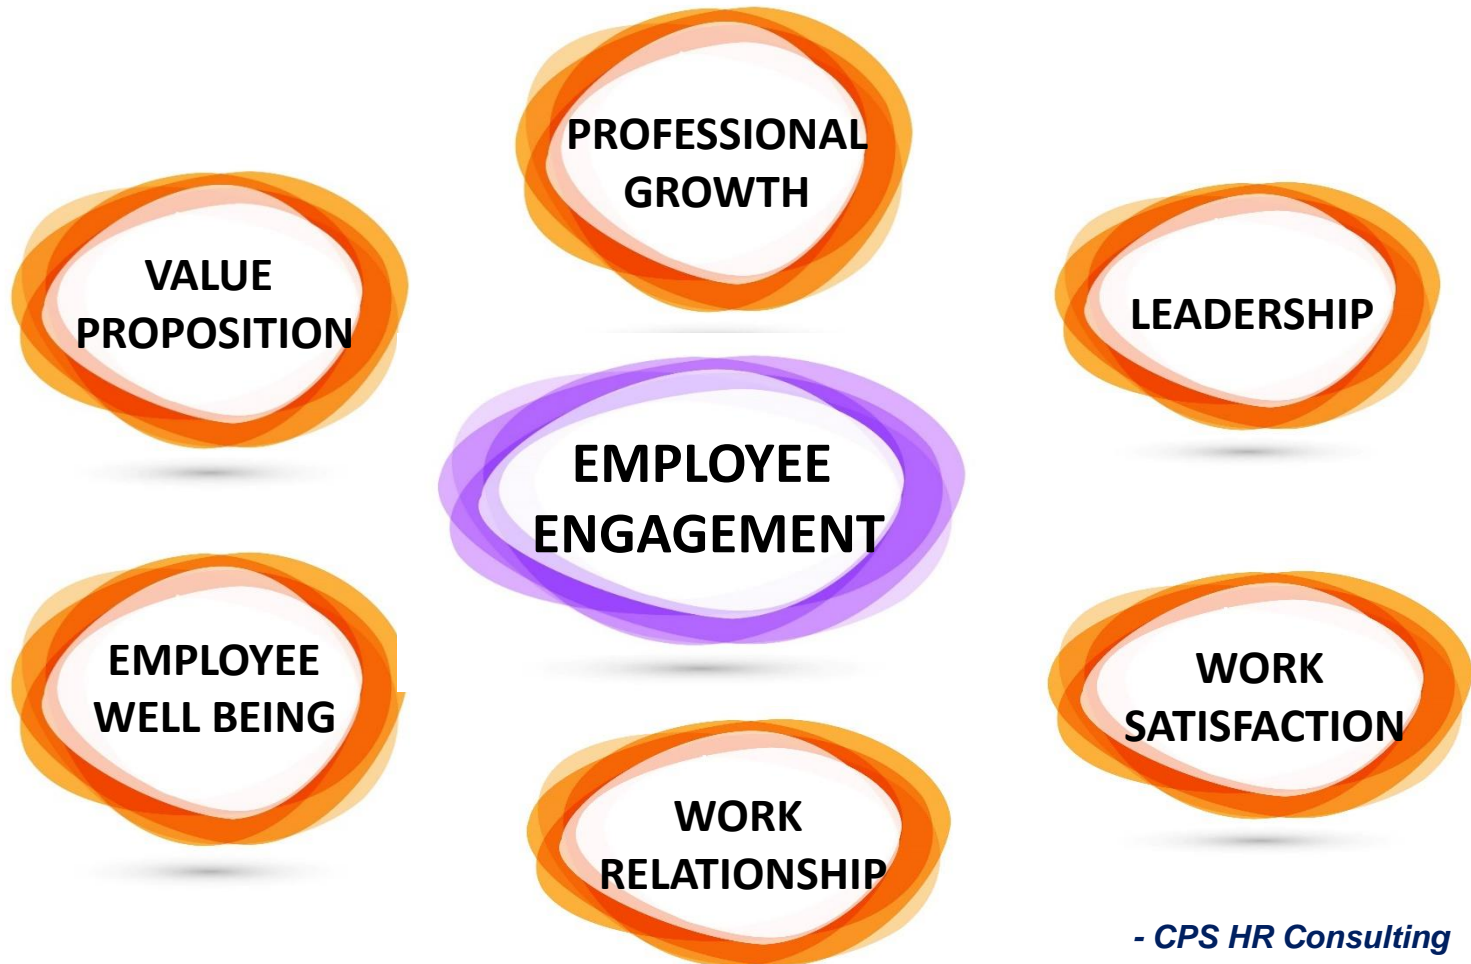 PROFESSIONAL
GROWTH
VALUE
PROPOSITION
LEADERSHIP
EMPLOYEE
ENGAGEMENT
EMPLOYEE
WELL BEING
WORK
SATISFACTION
WORK
RELATIONSHIP
- CPS HR Consulting